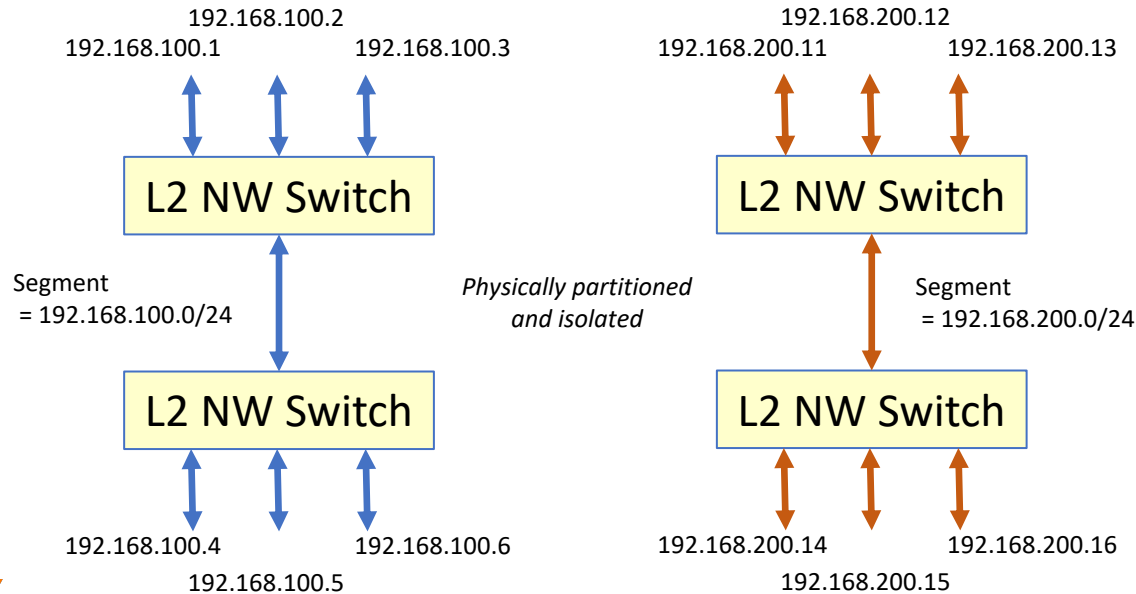 192.168.100.2
192.168.100.1
192.168.100.3
L2 NW Switch
Segment
= 192.168.100.0/24
L2 NW Switch
192.168.100.4
192.168.100.6
192.168.100.5
Physically partitioned
and isolated
192.168.200.12
192.168.200.11
192.168.200.13
L2 NW Switch
Segment
= 192.168.200.0/24
L2 NW Switch
192.168.200.14
192.168.200.16
192.168.200.15